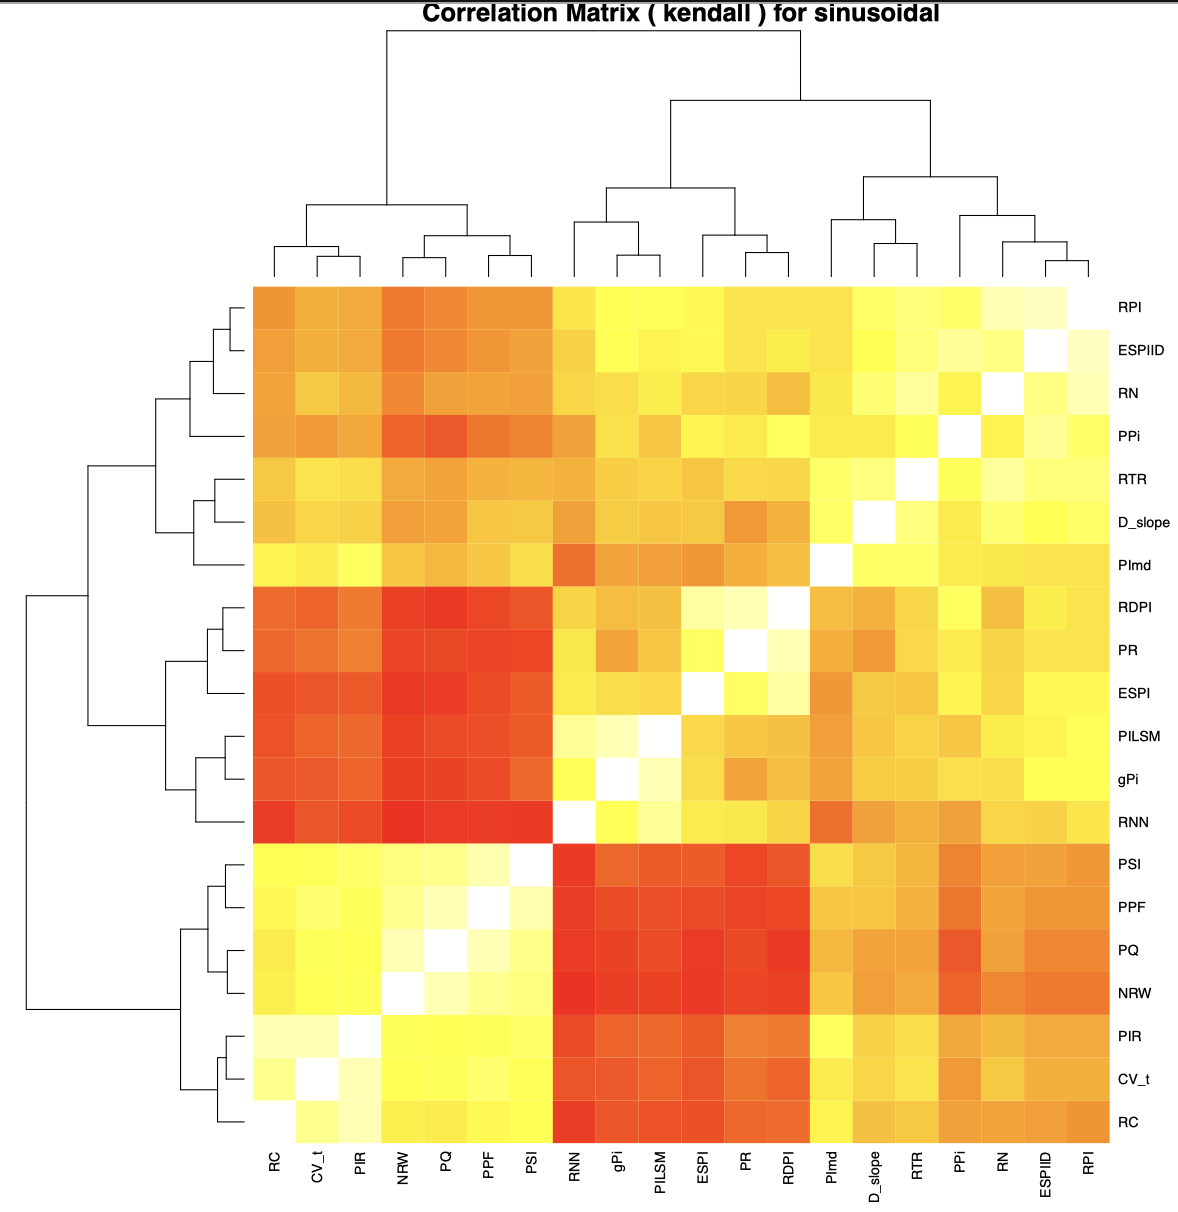 Correlation Matrix ( kendall ) for sinusoidal
RPI
ESPIID
RN
PPi
RTR
D_slope
PImd
RDPI
PR
ESPI
PILSM
gPi
RNN
PSI
PPF
PQ
NRW
PIR
CV_t
RC
RC CV_t PIR NRW PQ PPF PSI RNN gPi PILSM ESPI PR RDPI PImd D_slope RTR PPi RN ESPIID RPI